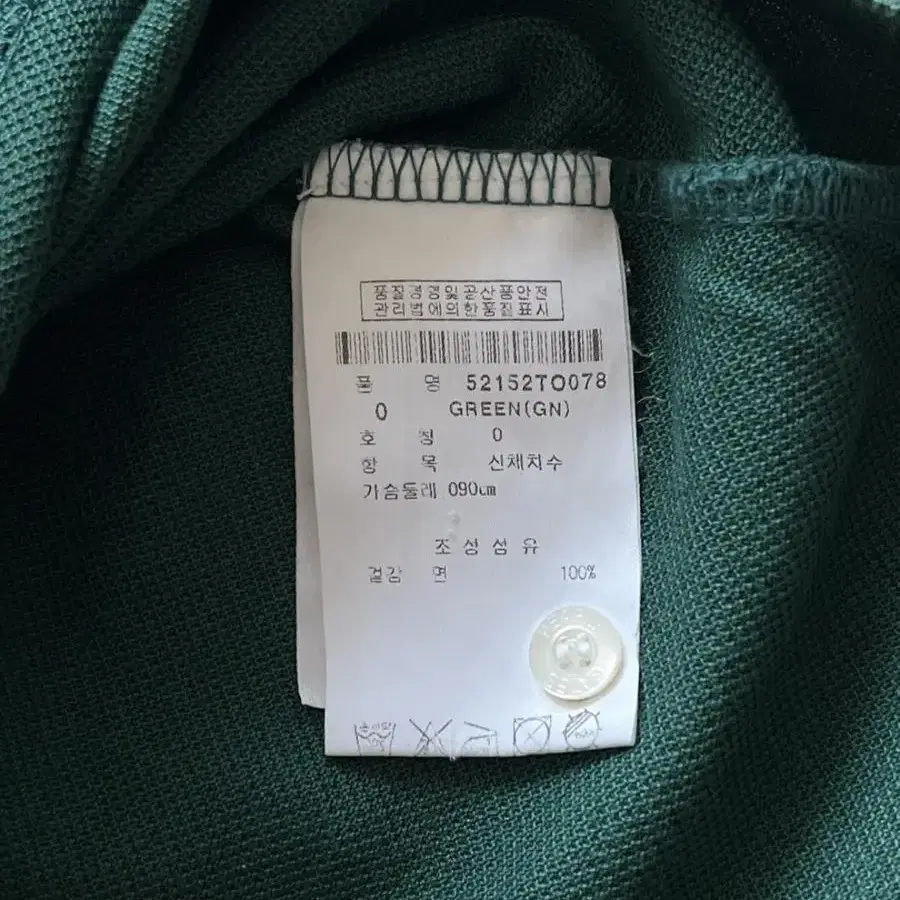 품질경영및공산품안전
관리법에의한품질표시
품 명 52152TO078
0 GREEN(GN)
호 칭 0
항 목 신체치수
가슴둘레 090cm
조성섬유
겉감 면 100%